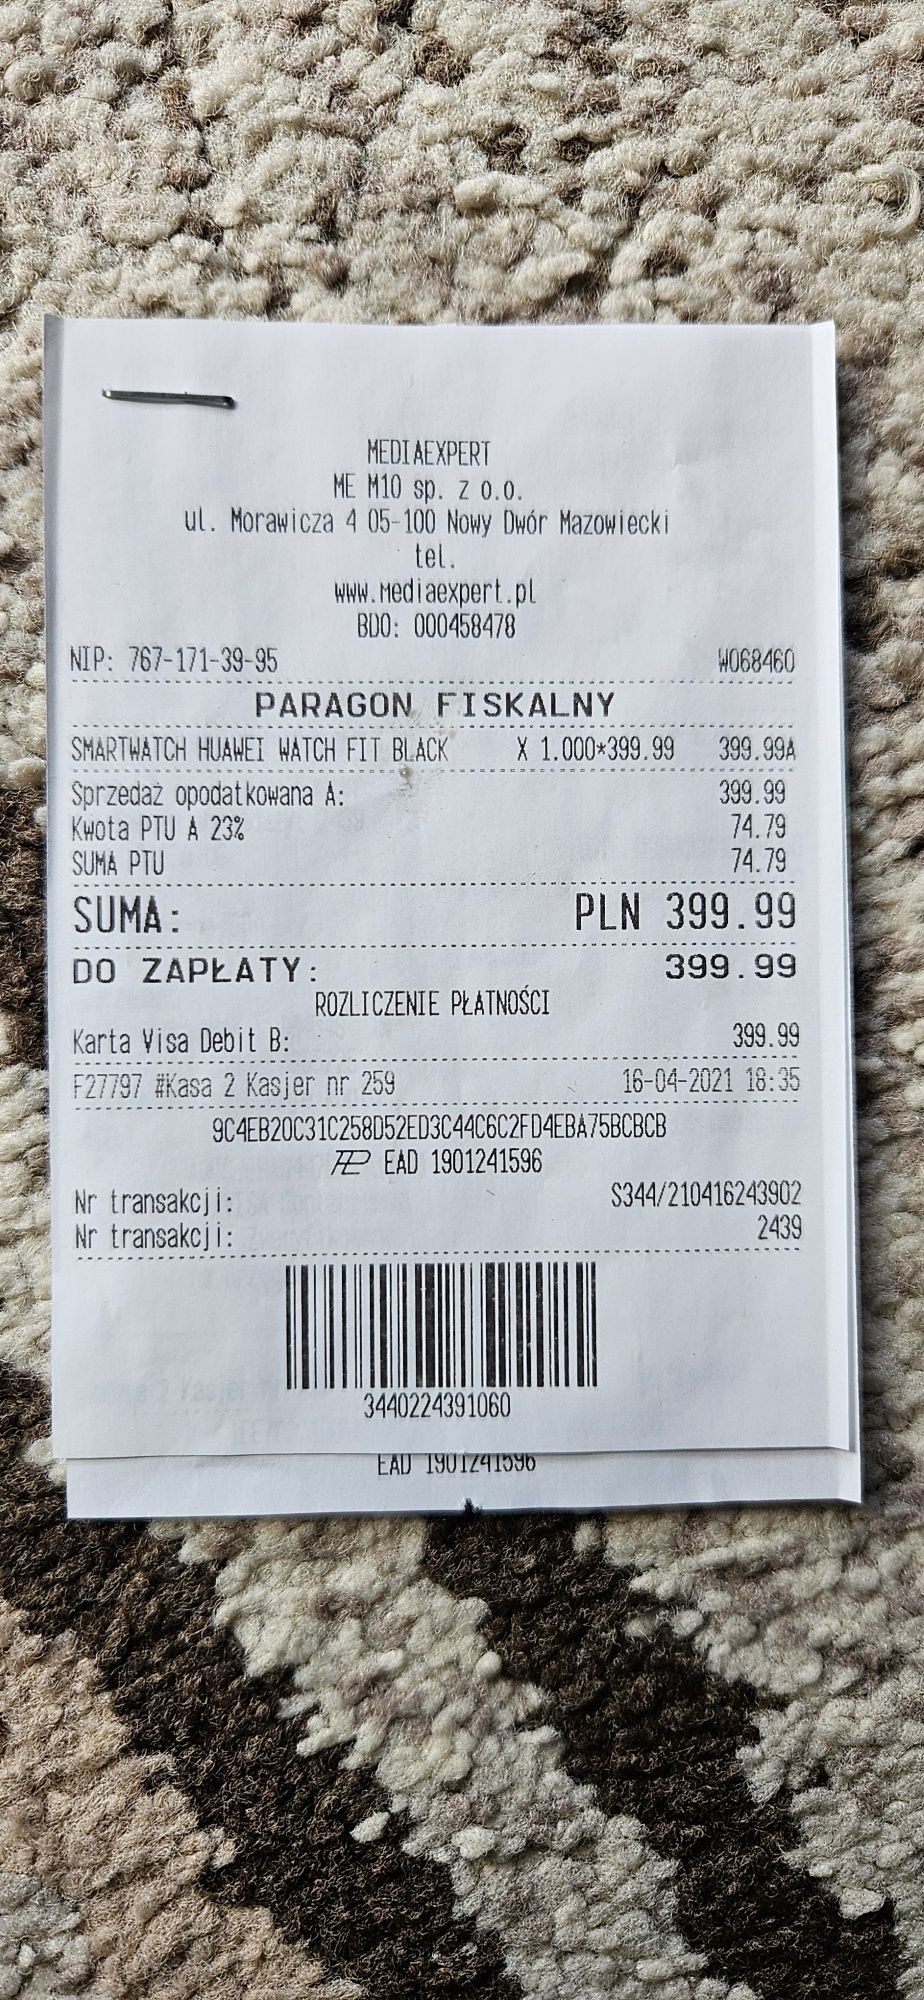 MEDIAEXPERT
ME M10 sp. z o.o.
ul. Morawicza 4 05-100 Nowy Dwór Mazowiecki
tel.
www.mediaexpert.pl
BDO: 000458478
NIP: 767-171-39-95 W068460
PARAGON FISKALNY
SMARTWATCH HUAWEI WATCH FIT BLACK X 1.000*399.99 399.99A
Sprzedaż opodatkowana A: 399.99
Kwota PTU A 23% 74.79
SUMA PTU 74.79
SUMA: PLN 399.99
DO ZAPŁATY: 399.99
ROZLICZENIE PŁATNOŚCI
Karta Visa Debit B: 399.99
F27797 #Kasa 2 Kasjer nr 259 16-04-2021 18:35
9C4EB20C31C258D52ED3C44C6C2FD4EBA75BCBCB
EAD 1901241596
Nr transakcji: S344/210416243902
Nr transakcji: 2439
3440224391060
EAD 1901241596